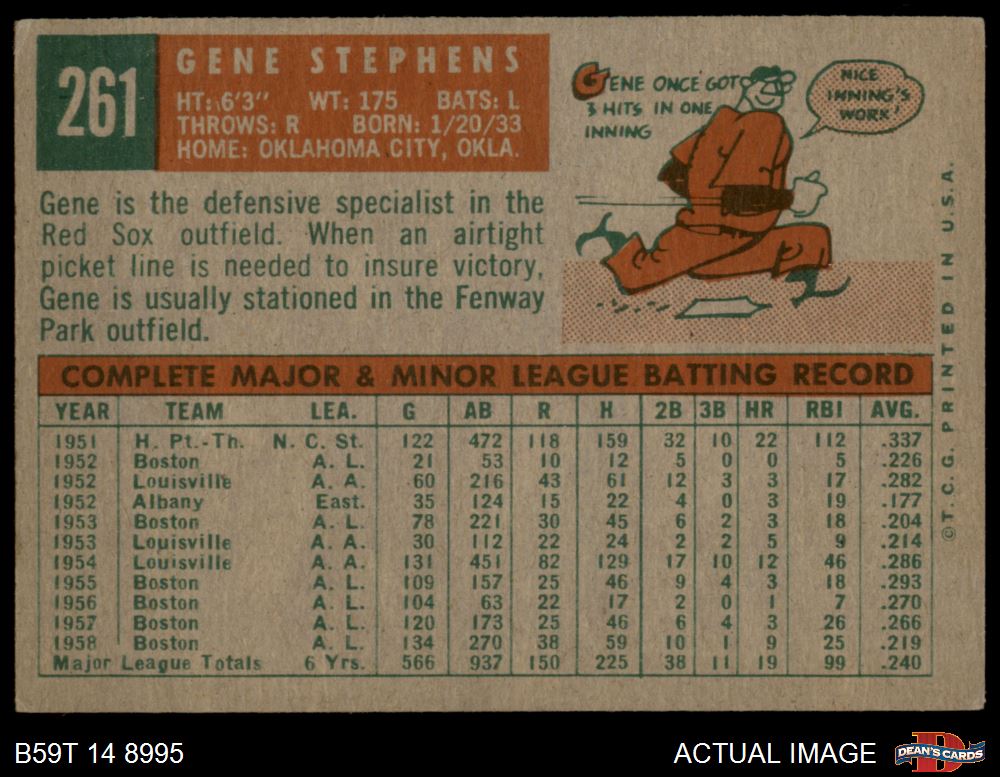 261
GENE STEPHENS
HT: 6'3" WT: 175 BATS: L
THROWS: R BORN: 1/20/33
HOME: OKLAHOMA CITY, OKLA.
GENE ONCE GOT
3 HITS IN ONE
INNING
NICE
INNING'S
WORK
Gene is the defensive specialist in the
Red Sox outfield. When an airtight
picket line is needed to insure victory,
Gene is usually stationed in the Fenway
Park outfield.
COMPLETE MAJOR & MINOR LEAGUE BATTING RECORD
YEAR TEAM LEA. G AB R H 2B 3B HR RBI AVG.
1951 H. Pt.-Th. N. C. St. 122 472 118 159 32 10 22 112 .337
1952 Boston A. L. 21 53 10 12 5 0 0 5 .226
1952 Louisville A. A. 60 216 43 61 12 3 3 17 .282
1952 Albany East. 35 124 15 22 4 0 3 19 .177
1953 Boston A. L. 78 221 30 45 6 2 3 18 .204
1953 Louisville A. A. 30 112 22 24 2 2 5 9 .214
1954 Louisville A. A. 131 451 82 129 17 10 12 46 .286
1955 Boston A. L. 109 157 25 46 9 4 3 18 .293
1956 Boston A. L. 104 63 22 17 2 0 1 7 .270
1957 Boston A. L. 120 173 25 46 6 4 3 26 .266
1958 Boston A. L. 134 270 38 59 10 1 9 25 .219
Major League Totals 6 Yrs. 566 937 150 225 38 11 19 99 .240
©T. C. G. PRINTED IN U.S.A.
B59T 14 8995
ACTUAL IMAGE
DEAN'S CARDS